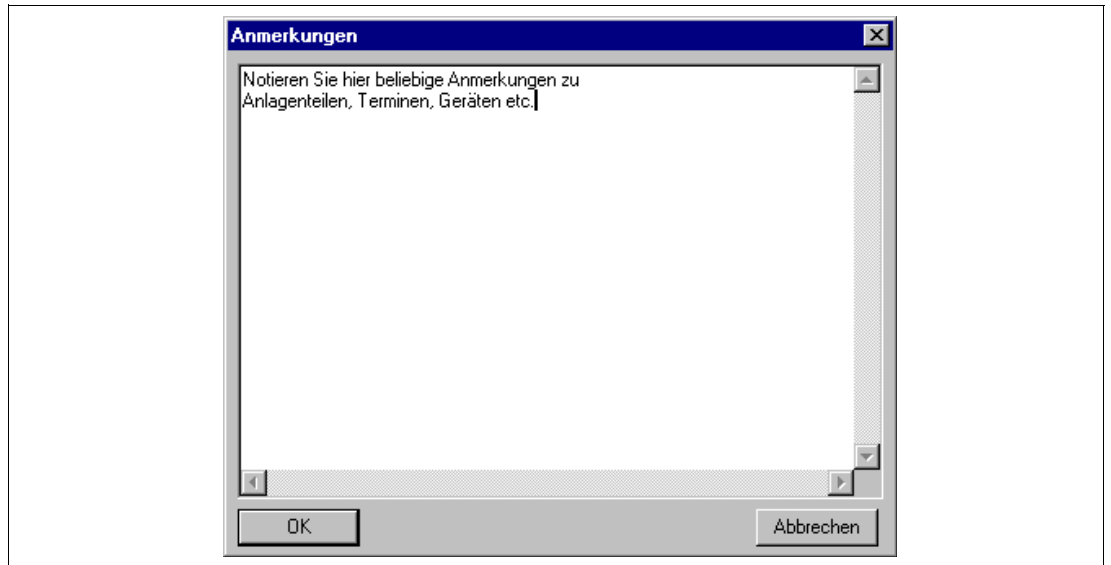 Anmerkungen
Notieren Sie hier beliebige Anmerkungen zu
Anlagenteilen, Terminen, Geräten etc.
OK
Abbrechen